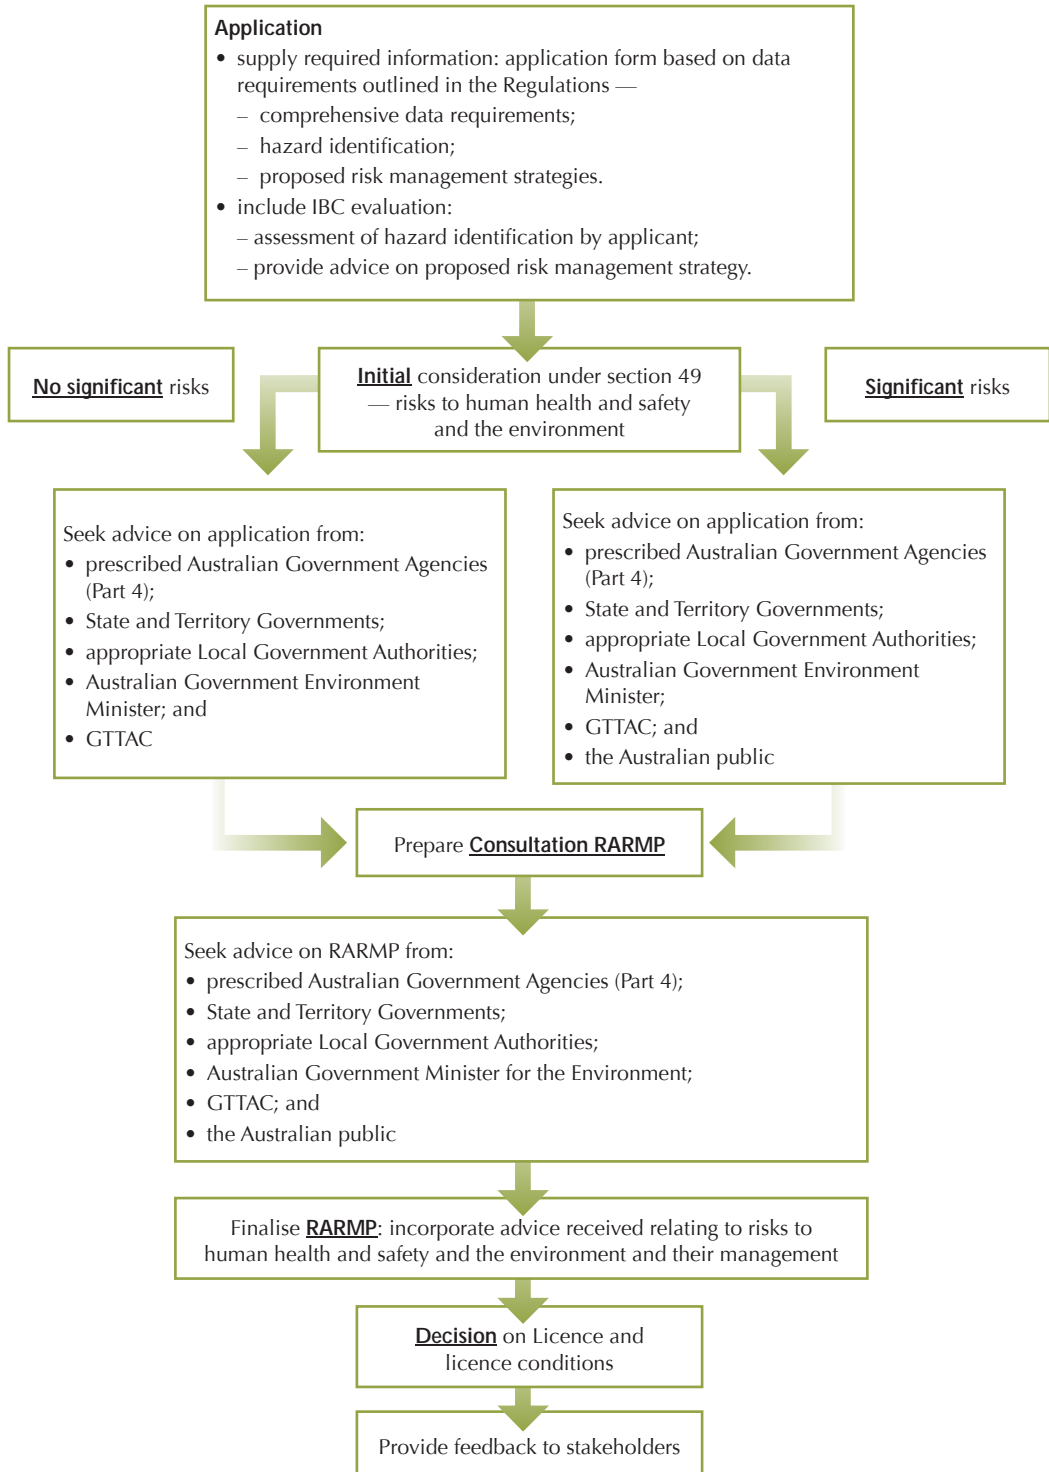 Application
• supply required information: application form based on data
requirements outlined in the Regulations —
– comprehensive data requirements;
– hazard identification;
– proposed risk management strategies.
• include IBC evaluation:
– assessment of hazard identification by applicant;
– provide advice on proposed risk management strategy.
No significant risks
Initial consideration under section 49
— risks to human health and safety
and the environment
Significant risks
Seek advice on application from:
• prescribed Australian Government Agencies
(Part 4);
• State and Territory Governments;
• appropriate Local Government Authorities;
• Australian Government Environment
Minister; and
• GTTAC
Seek advice on application from:
• prescribed Australian Government Agencies
(Part 4);
• State and Territory Governments;
• appropriate Local Government Authorities;
• Australian Government Environment
Minister;
• GTTAC; and
• the Australian public
Prepare Consultation RARMP
Seek advice on RARMP from:
• prescribed Australian Government Agencies (Part 4);
• State and Territory Governments;
• appropriate Local Government Authorities;
• Australian Government Minister for the Environment;
• GTTAC; and
• the Australian public
Finalise RARMP: incorporate advice received relating to risks to
human health and safety and the environment and their management
Decision on Licence and
licence conditions
Provide feedback to stakeholders